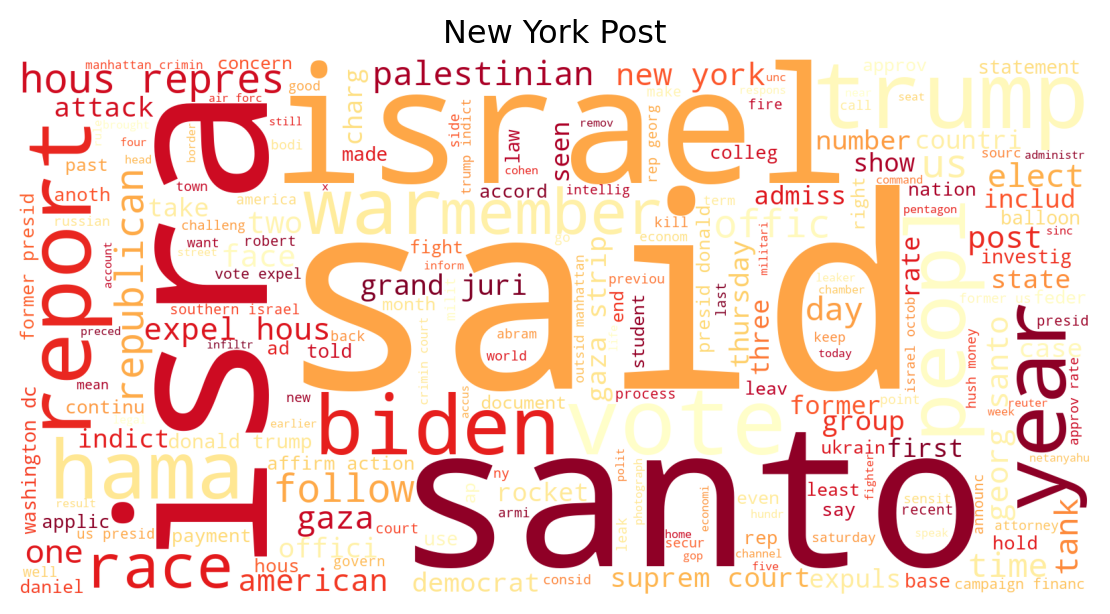 New York Post
manhattan crimin
concern
good
hous repres
palestinian
new york
unc
approv
statement
attack
air forc
charg
israel
make
respons
trump
call
seat
report
still
fire
four
isra
bodi
made
side
trump indict
cohen
law
remov
seen
rep georg
colleg
number
countri
show
us
sourc
administr
past
head
border
town
x
accord
intellig
admiss
right
command
nation
elect
anoth
republican
take
america
two
war
member
kill
term
offic
pentagon
includ
balloon
russian
challeng
want
robert
face
fight
said
econom
go
militari
peopl
post
sinc
former presid
account
street
vote expel
inform
grand juri
gaza strip
previou
presid donald
thursday
day
leaker
chamber
rate
investig
state
southern israel
month
end
last
three
former us
feder
expel hous
back
abram
outsid manhattan
student
keep
today
israel octob
year
presid
preced
infiltr
ad
told
world
crimin court
process
leav
case
mean
new
biden
document
vote
former
point
hush money
week
reuter
approv rate
continu
earlier
accus
group
georg santo
washington dc
indict
donald trump
ukrain
first
netanyahu
hama
affirm action
ny
polit
santo
fighter
result
follow
rocket
photograph
economi
even
least
sensit
announc
applic
us presid
payment
gaza
court
armi
leak
hundr
say
recent
attorney
tank
one
offici
use
home
secur
rep
saturday
speak
hold
well
race
hous
govern
gop
channel
time
daniel
american
democrat
consid
suprem court
five
expuls
base
campaign financ